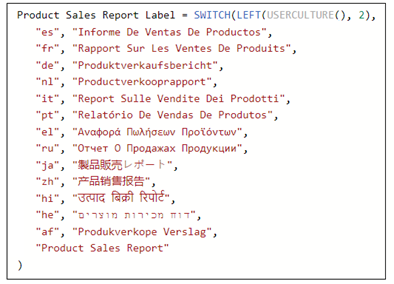 Product Sales Report Label = SWITCH(LEFT(USERCULTURE(), 2),
"es", "Informe De Ventas De Productos",
"fr", "Rapport Sur Les Ventes De Produits",
"de", "Produktverkaufsbericht",
"nl", "Productverkooprapport",
"it", "Report Sulle Vendite Dei Prodotti",
"pt", "Relatório De Vendas De Produtos",
"el", "Αναφορά Πωλήσεων Προϊόντων",
"ru", "Отчет О Продажах Продукции",
"ja", "製品販売レポート",
"zh", "产品销售报告",
"hi", "उत्पाद बिक्री रिपोर्ट",
"he", "דוח מכירות מוצרים",
"af", "Produkverkope Verslag",
"Product Sales Report"
)